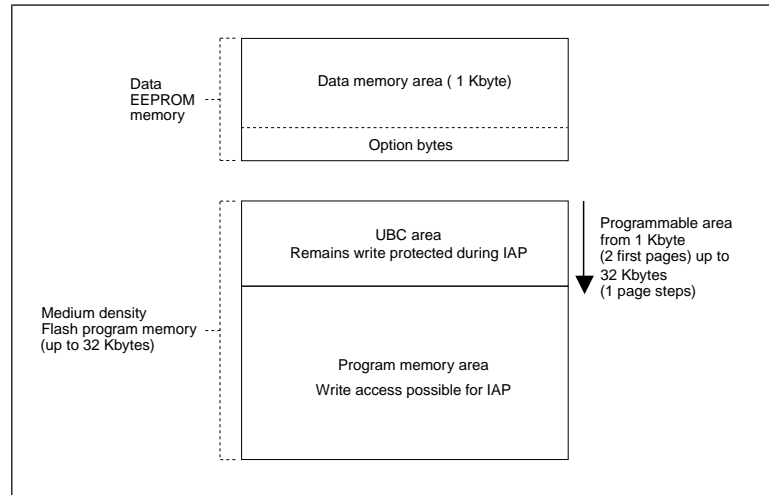 Data
EEPROM
memory
Data memory area ( 1 Kbyte)
Option bytes
UBC area
Remains write protected during IAP
Programmable area
from 1 Kbyte
(2 first pages) up to
32 Kbytes
(1 page steps)
Medium density
Flash program memory
(up to 32 Kbytes)
Program memory area
Write access possible for IAP